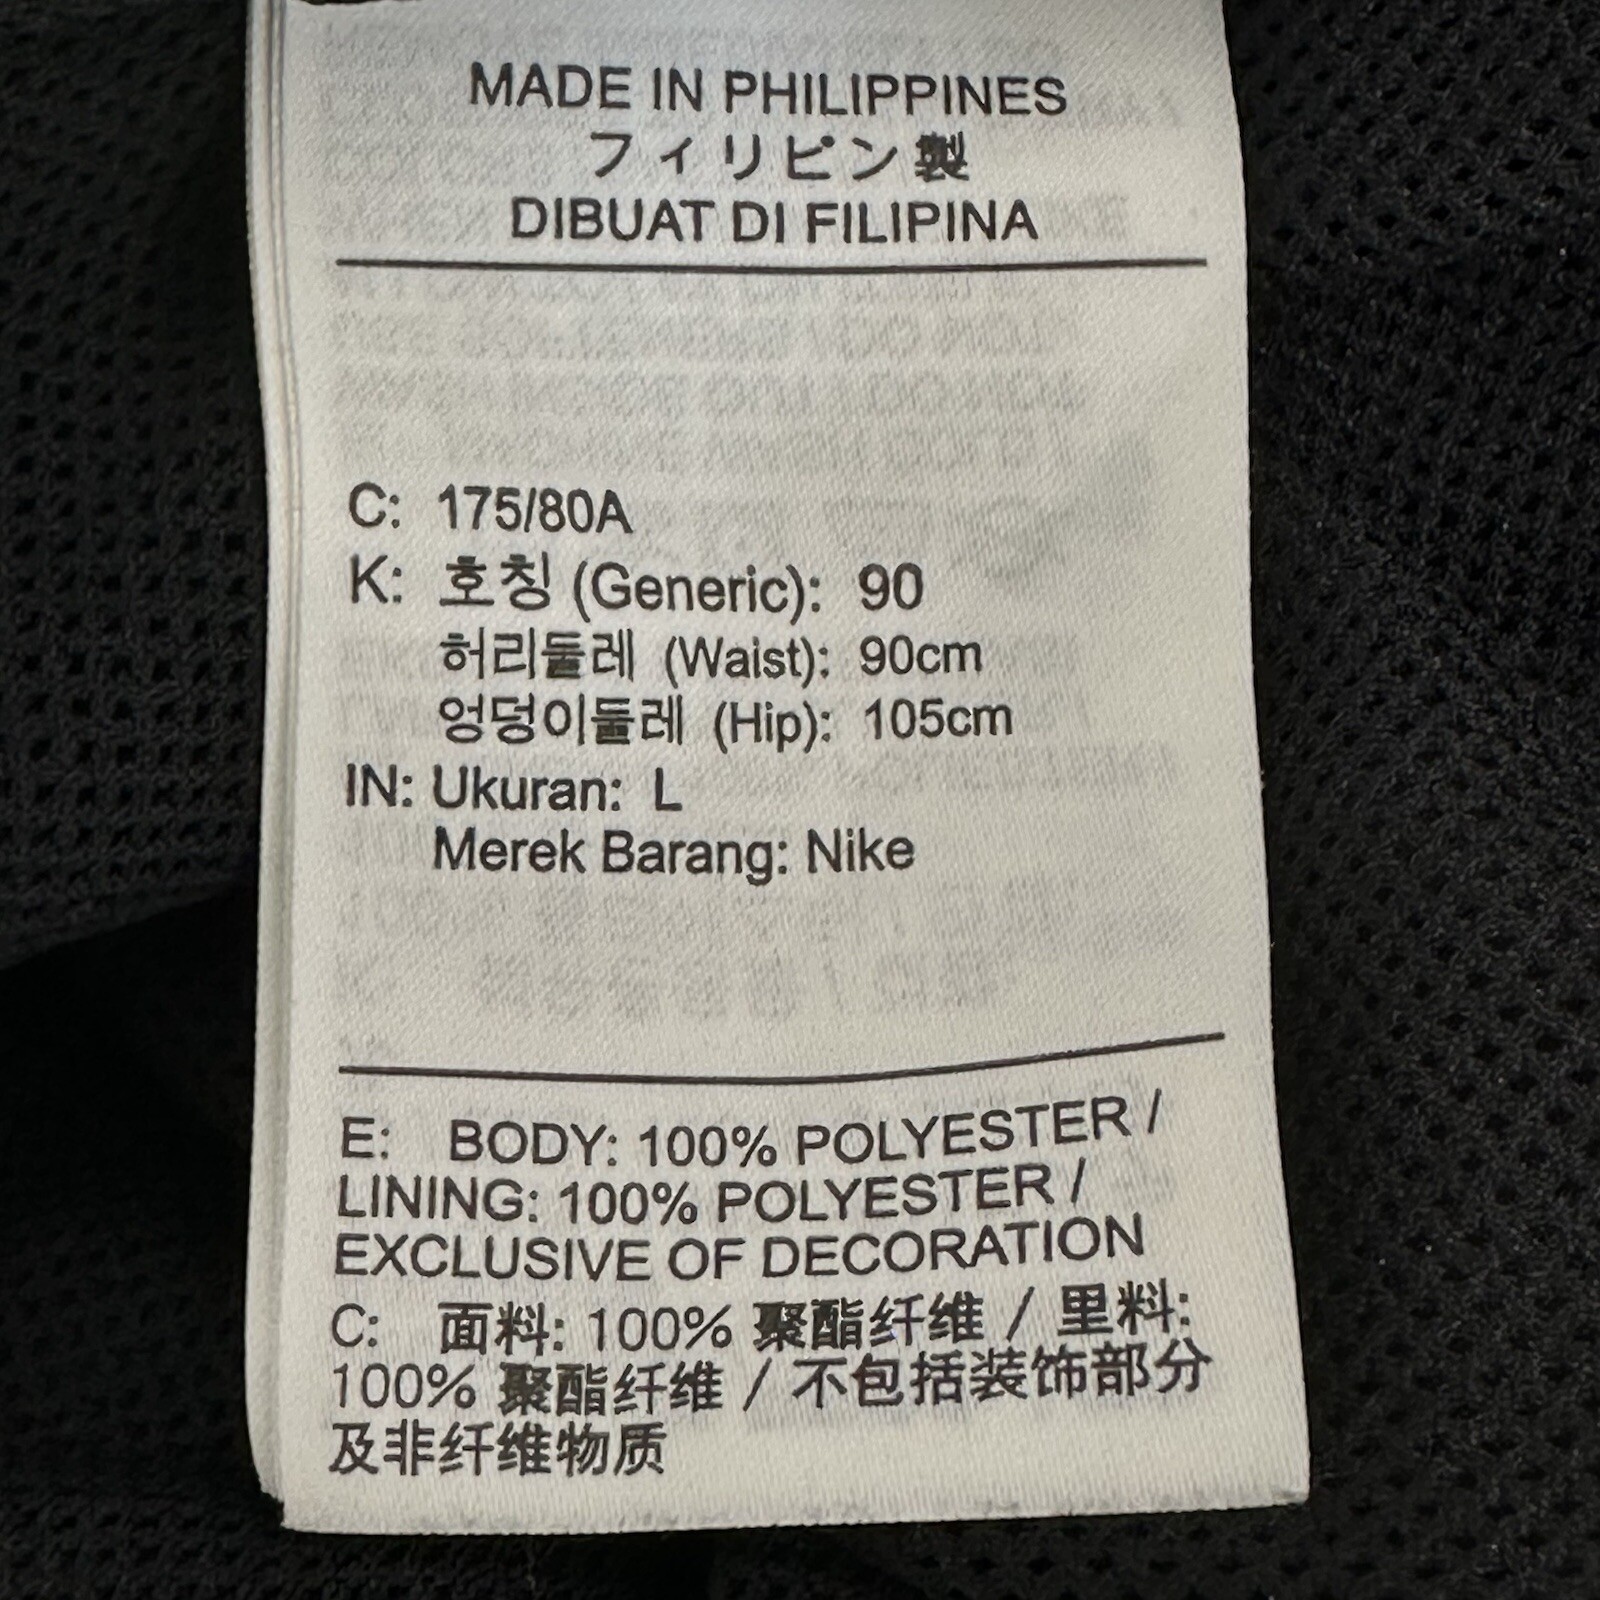 MADE IN PHILIPPINES
フィリピン製
DIBUAT DI FILIPINA
C: 175/80A
K: 호칭 (Generic): 90
허리둘레 (Waist): 90cm
엉덩이둘레 (Hip): 105cm
IN: Ukuran: L
Merek Barang: Nike
E: BODY: 100% POLYESTER /
LINING: 100% POLYESTER /
EXCLUSIVE OF DECORATION
C: 面料: 100% 聚酯纤维 / 里料:
100% 聚酯纤维 / 不包括装饰部分
及非纤维物质